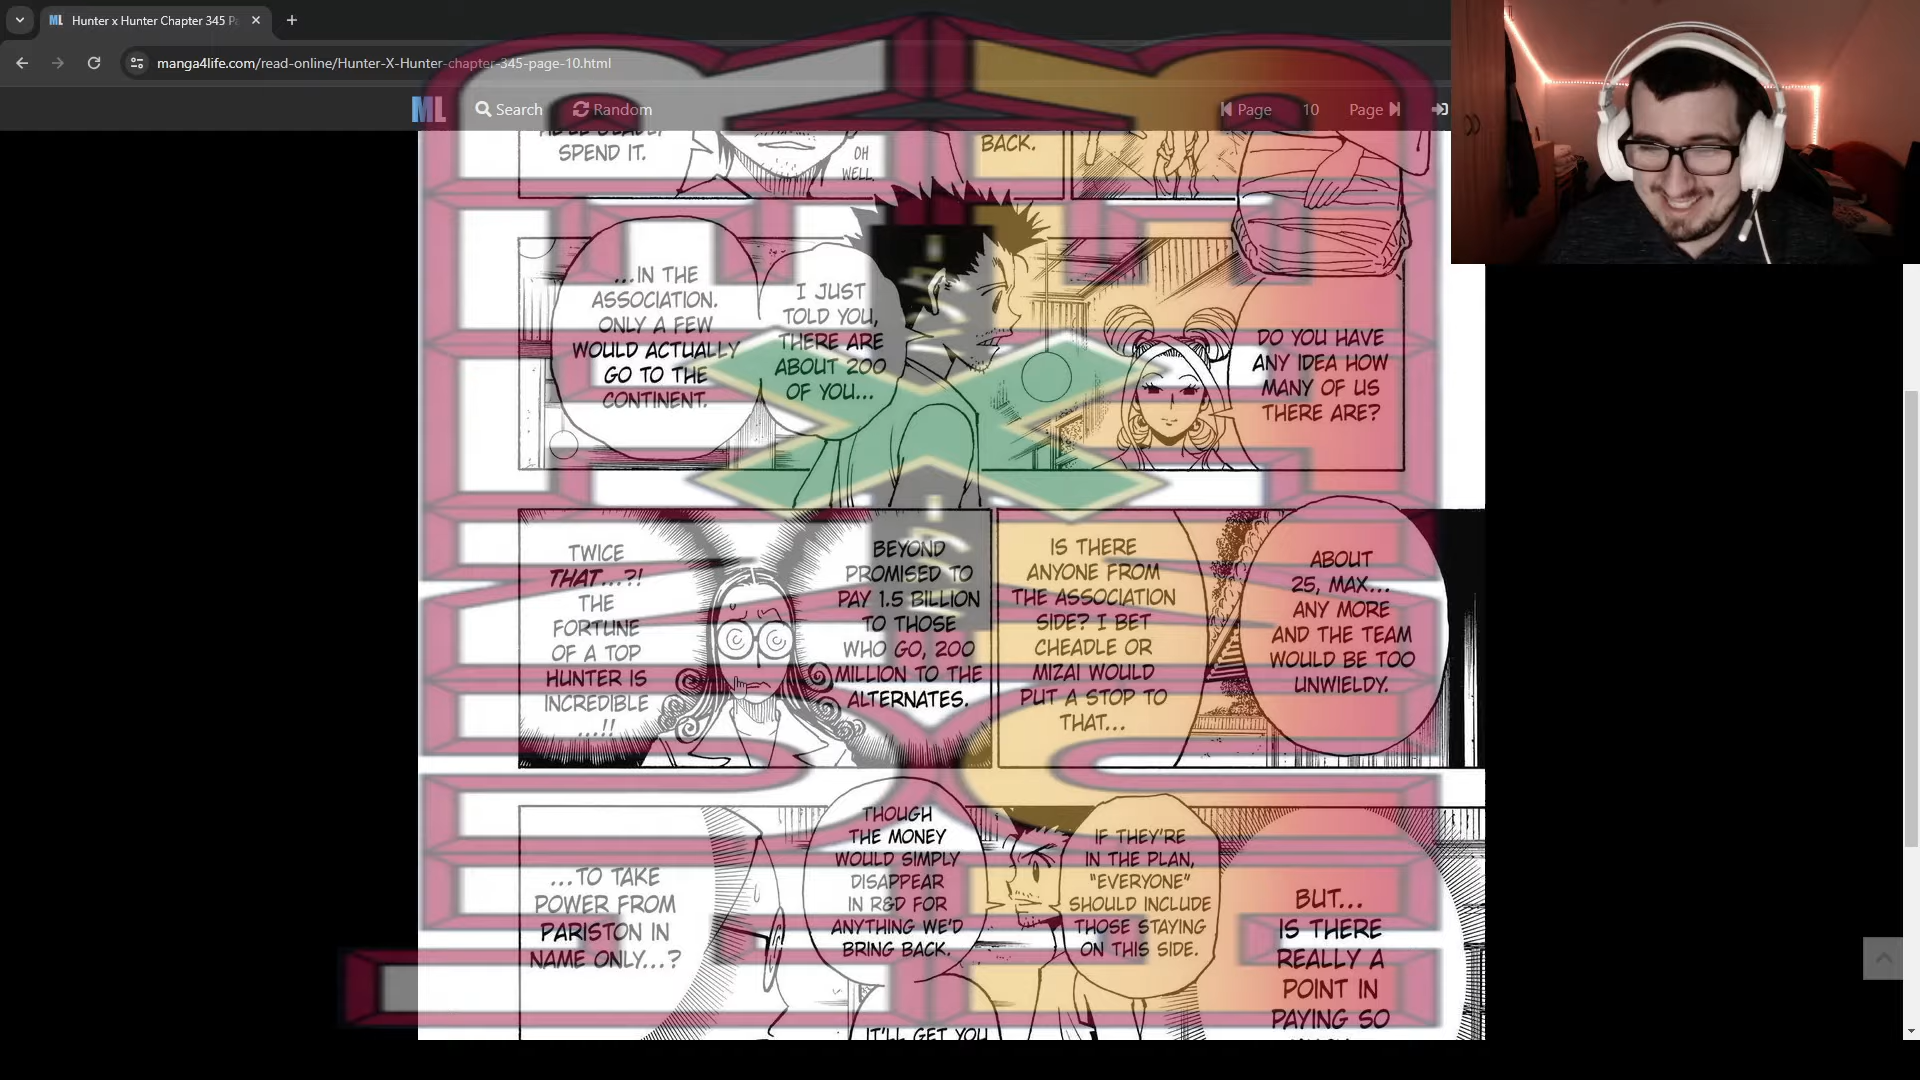 Hunter x Hunter Chapter 345 P
manga4life.com/read-online/Hunter-X-Hunter-chapter-345-page-10.html
ML
Search
Random
Page
10
Page
BACK.
SPEND IT.
OH
WELL.
DO YOU HAVE
ANY IDEA HOW
MANY OF US
THERE ARE?
I JUST
TOLD YOU,
THERE ARE
ABOUT 200
OF YOU...
...IN THE
ASSOCIATION.
ONLY A FEW
WOULD ACTUALLY
GO TO THE
CONTINENT.
ABOUT
25, MAX...
ANY MORE
AND THE TEAM
WOULD BE TOO
UNWIELDY.
IS THERE
ANYONE FROM
THE ASSOCIATION
SIDE? I BET
CHEADLE OR
MIZAI WOULD
PUT A STOP TO
THAT...
BEYOND
PROMISED TO
PAY 1.5 BILLION
TO THOSE
WHO GO, 200
MILLION TO THE
ALTERNATES.
TWICE
THAT...?!
THE
FORTUNE
OF A TOP
HUNTER IS
INCREDIBLE
...!!
BUT...
IS THERE
REALLY A
POINT IN
PAYING SO
IF THEY'RE
IN THE PLAN,
"EVERYONE"
SHOULD INCLUDE
THOSE STAYING
ON THIS SIDE.
THOUGH
THE MONEY
WOULD SIMPLY
DISAPPEAR
IN R&D FOR
ANYTHING WE'D
BRING BACK.
IT'LL GET YOU
...TO TAKE
POWER FROM
PARISTON IN
NAME ONLY...?